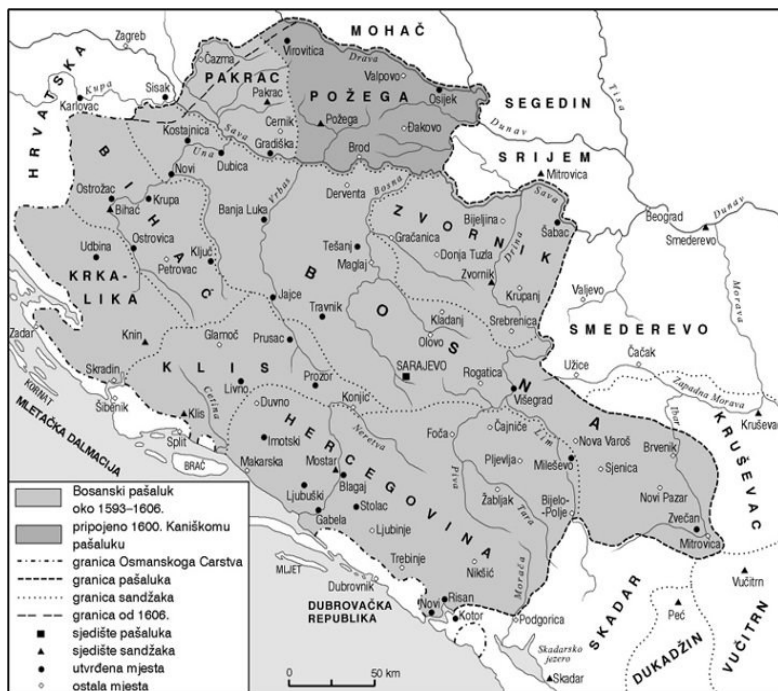 MOHAČ
Zagreb
Virovitica
Drava
Čazma
PAKRAC
Valpovo
Osijek
Tisa
HRVATSKA
Kupa
Sisak
Karlovac
Pakrac
POŽEGA
Požega
SEGEDIN
Kostajnica
Sava
Cernik
Đakovo
Dunav
Gradiška
Una
Dubica
Brod
SRIJEM
Novi
Mitrovica
BIHAĆ
Vrbas
Bosna
Derventa
Sava
Ostrožac
Krupa
Bihać
Banja Luka
ZVORNIK
Bijeljina
Beograd
Dunav
Gračanica
Drina
Šabac
Smederevo
Udbina
Ostrovica
Ključ
Tešanj
Donja Tuzla
Petrovac
Maglaj
Zvornik
KRKA-
LIKA
BOSNA
Krupanj
Valjevo
Morava
Jajce
Travnik
Kladanj
Srebrenica
Olovo
SMEDEREVO
Zadar
Knin
Glamoč
Prusac
KLIS
SARAJEVO
Rogatica
Užice
Čačak
Skradin
Livno
Prozor
Zapadna Morava
KORNAT
Šibenik
Cetina
Duvno
Konjic
Višegrad
Kruševac
MLETAČKA DALMACIJA
Klis
Split
HERCEGOVINA
Neretva
Foča
Čajniče
Lim
Nova Varoš
Ibar
Brvenik
Imotski
Mileševo
KRUŠEVAC
BRAČ
Makarska
Mostar
Pljevlja
Sjenica
Blagaj
Piva
Ljubuški
Stolac
Žabljak
Bijelo-
Polje
Novi Pazar
Gabela
Tara
Zvečan
Ljubinje
Mitrovica
Trebinje
Nikšić
Morača
MLJET
Dubrovnik
DUBROVAČKA
REPUBLIKA
Risan
Novi
Kotor
Podgorica
SKADAR
Vučitrn
Peć
Skadarsko
jezero
Skadar
DUKAĐIN
VUČITRN
Bosanski pašaluk
oko 1593–1606.
pripojeno 1600. Kaniškomu
pašaluku
granica Osmanskoga Carstva
granica pašaluka
granica sandžaka
granica od 1606.
sjedište pašaluka
sjedište sandžaka
utvrđena mjesta
ostala mjesta
0
50 km